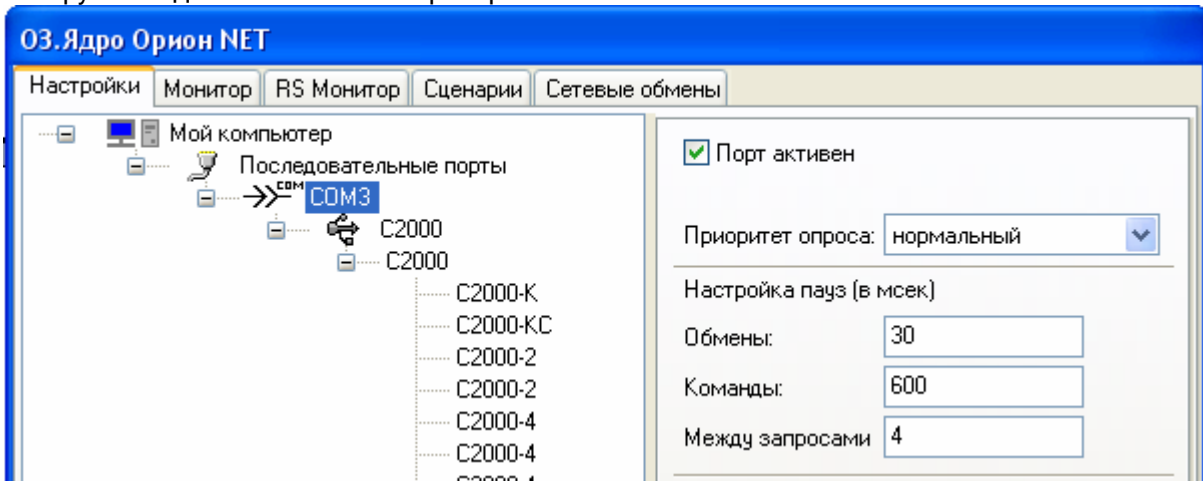 03.Ядро Орион NET
Настройки Монитор RS Монитор Сценарии Сетевые обмены
Мой компьютер
Последовательные порты
COM COM3
C2000
C2000
C2000-К
C2000-КС
C2000-2
C2000-2
C2000-4
C2000-4
Порт активен
Приоритет опроса: нормальный
Настройка пауз (в мсек)
Обмены: 30
Команды: 600
Между запросами 4